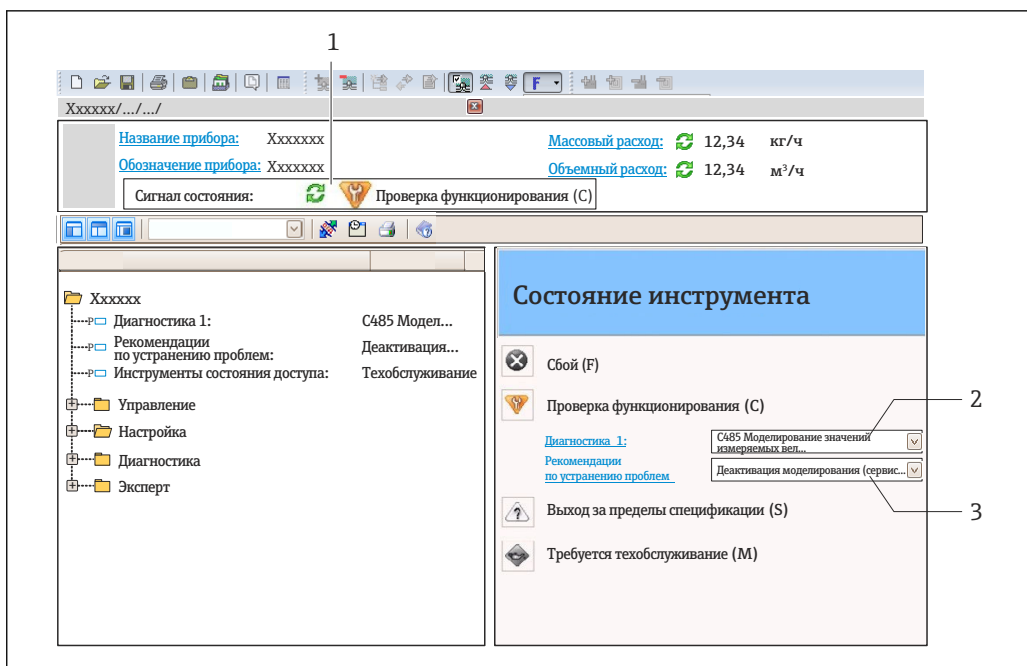 1
F
Xxxxxx/.../.../
Название прибора: Xxxxxxx
Массовый расход: 12,34 кг/ч
Обозначение прибора: Xxxxxxx
Объемный расход: 12,34 м³/ч
Сигнал состояния: Проверка функционирования (C)
Xxxxxx
P Диагностика 1: C485 Модел...
P Рекомендации
по устранению проблем: Деактивация...
P Инструменты состояния доступа: Техобслуживание
Управление
Настройка
Диагностика
Эксперт
Состояние инструмента
Сбой (F)
Проверка функционирования (C)
2
Диагностика 1: C485 Моделирование значений
измеряемых вел...
Рекомендации
по устранению проблем Деактивация моделирования (сервис...
3
Выход за пределы спецификации (S)
Требуется техобслуживание (M)